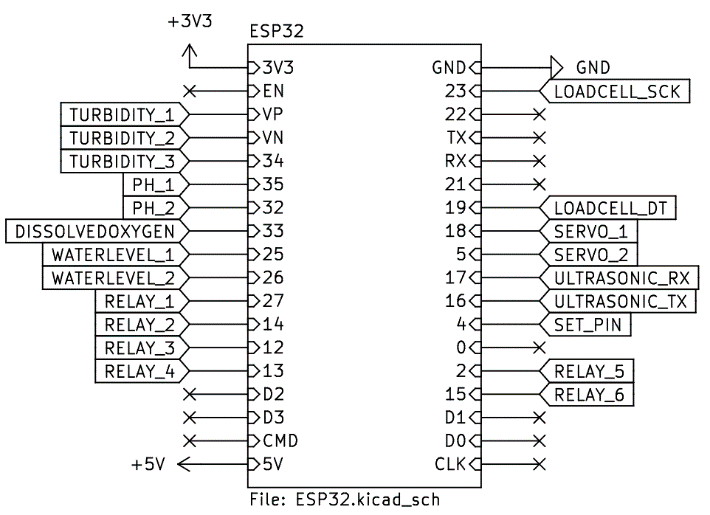 +3V3
ESP32
3V3 GND GND
EN 23 LOADCELL_SCK
TURBIDITY_1 VP 22
TURBIDITY_2 VN TX
TURBIDITY_3 34 RX
PH_1 35 21
PH_2 32 19 LOADCELL_DT
DISSOLVEDOXYGEN 33 18 SERVO_1
WATERLEVEL_1 25 5 SERVO_2
WATERLEVEL_2 26 17 ULTRASONIC_RX
RELAY_1 27 16 ULTRASONIC_TX
RELAY_2 14 4 SET_PIN
RELAY_3 12 0
RELAY_4 13 2 RELAY_5
D2 15 RELAY_6
D3 D1
CMD D0
+5V 5V CLK
File: ESP32.kicad_sch